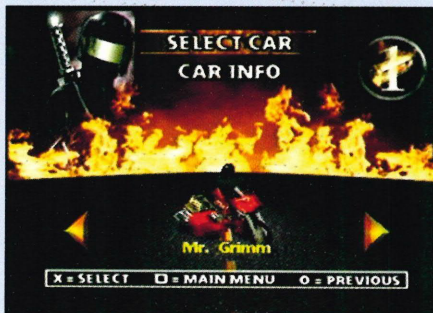 SELECT CAR
CAR INFO
1
Mr. Grimm
X = SELECT □ = MAIN MENU O = PREVIOUS